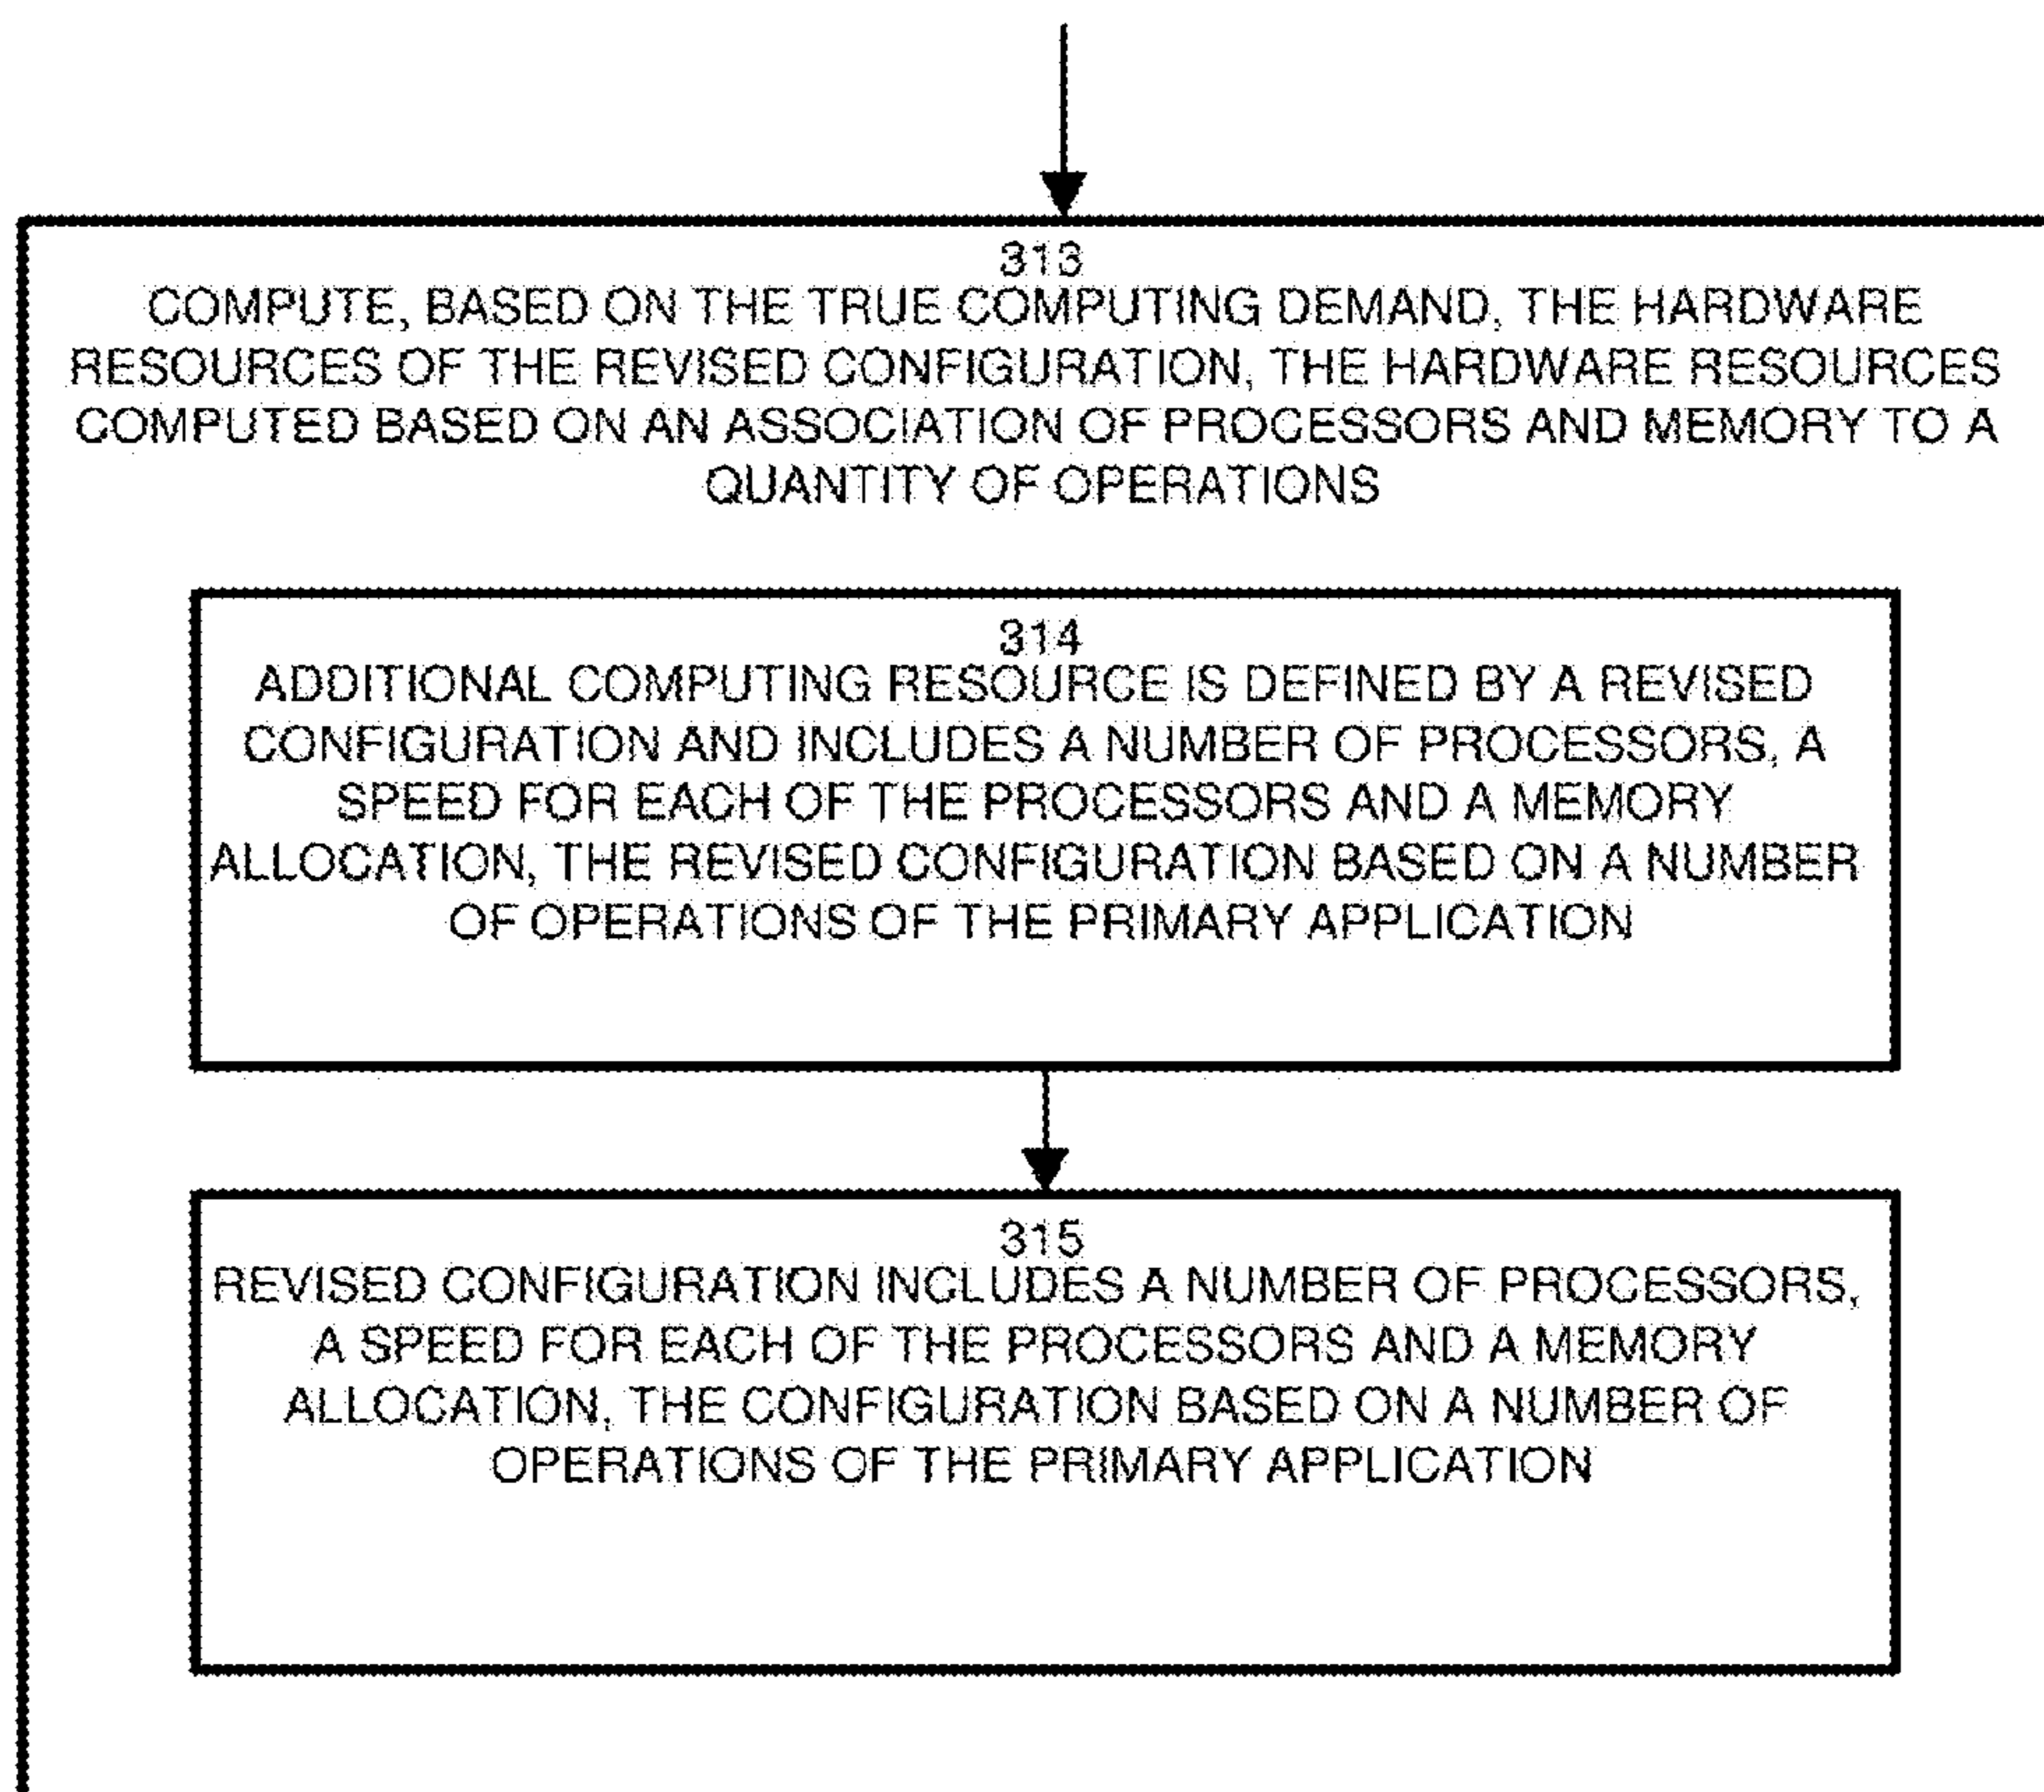 313
COMPUTE, BASED ON THE TRUE COMPUTING DEMAND, THE HARDWARE
RESOURCES OF THE REVISED CONFIGURATION, THE HARDWARE RESOURCES
COMPUTED BASED ON AN ASSOCIATION OF PROCESSORS AND MEMORY TO A
QUANTITY OF OPERATIONS
314
ADDITIONAL COMPUTING RESOURCE IS DEFINED BY A REVISED
CONFIGURATION AND INCLUDES A NUMBER OF PROCESSORS, A
SPEED FOR EACH OF THE PROCESSORS AND A MEMORY
ALLOCATION, THE REVISED CONFIGURATION BASED ON A NUMBER
OF OPERATIONS OF THE PRIMARY APPLICATION
315
REVISED CONFIGURATION INCLUDES A NUMBER OF PROCESSORS,
A SPEED FOR EACH OF THE PROCESSORS AND A MEMORY
ALLOCATION, THE CONFIGURATION BASED ON A NUMBER OF
OPERATIONS OF THE PRIMARY APPLICATION